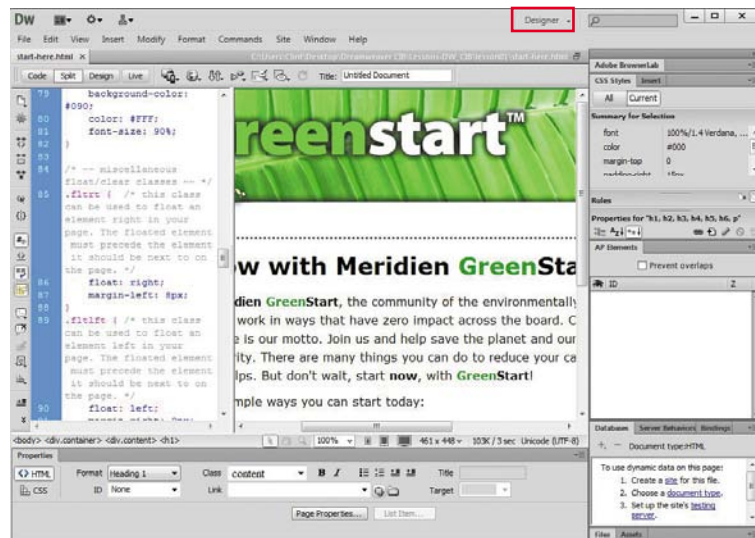 DW
Designer
File Edit View Insert Modify Format Commands Site Window Help
start-here.html ×
Code Split Design Live Title: Untitled Document
79 background-color:
#090;
80 color: #FFF;
81 font-size: 90%;
82 }
83
84 /* -- miscellaneous
float/clear classes -- */
85 .fltrt { /* this class
can be used to float an
element right in your
page. The floated element
must precede the element
it should be next to on
the page. */
86 float: right;
87 margin-left: 8px;
88 }
89 .fltlft { /* this class
can be used to float an
element left in your
page. The floated element
must precede the element
it should be next to on
the page. */
90 float: left;
reenstart™
ow with Meridien GreenSta
dien GreenStart, the community of the environmentally
work in ways that have zero impact across the board. C
e is our motto. Join us and help save the planet and our
ity. There are many things you can do to reduce your ca
lps. But don't wait, start now, with GreenStart!
mple ways you can start today:
<body> <div.container> <div.content> <h1>
100% 461 x 448 103K / 3 sec Unicode (UTF-8)
Properties
<> HTML Format Heading 1 Class content B I Title
CSS ID None Link Target
Page Properties... List Item...
Adobe BrowserLab
CSS Styles Insert
All Current
Summary for Selection
font 100%/1.4 Verdana, ...
color #000
margin-top 0
padding-right 15px
Rules
Properties for "h1, h2, h3, h4, h5, h6, p"
AP Elements
Prevent overlaps
ID Z
Databases Server Behaviors Bindings
Document type:HTML
To use dynamic data on this page:
1. Create a site for this file.
2. Choose a document type.
3. Set up the site's testing
server.
Files Assets